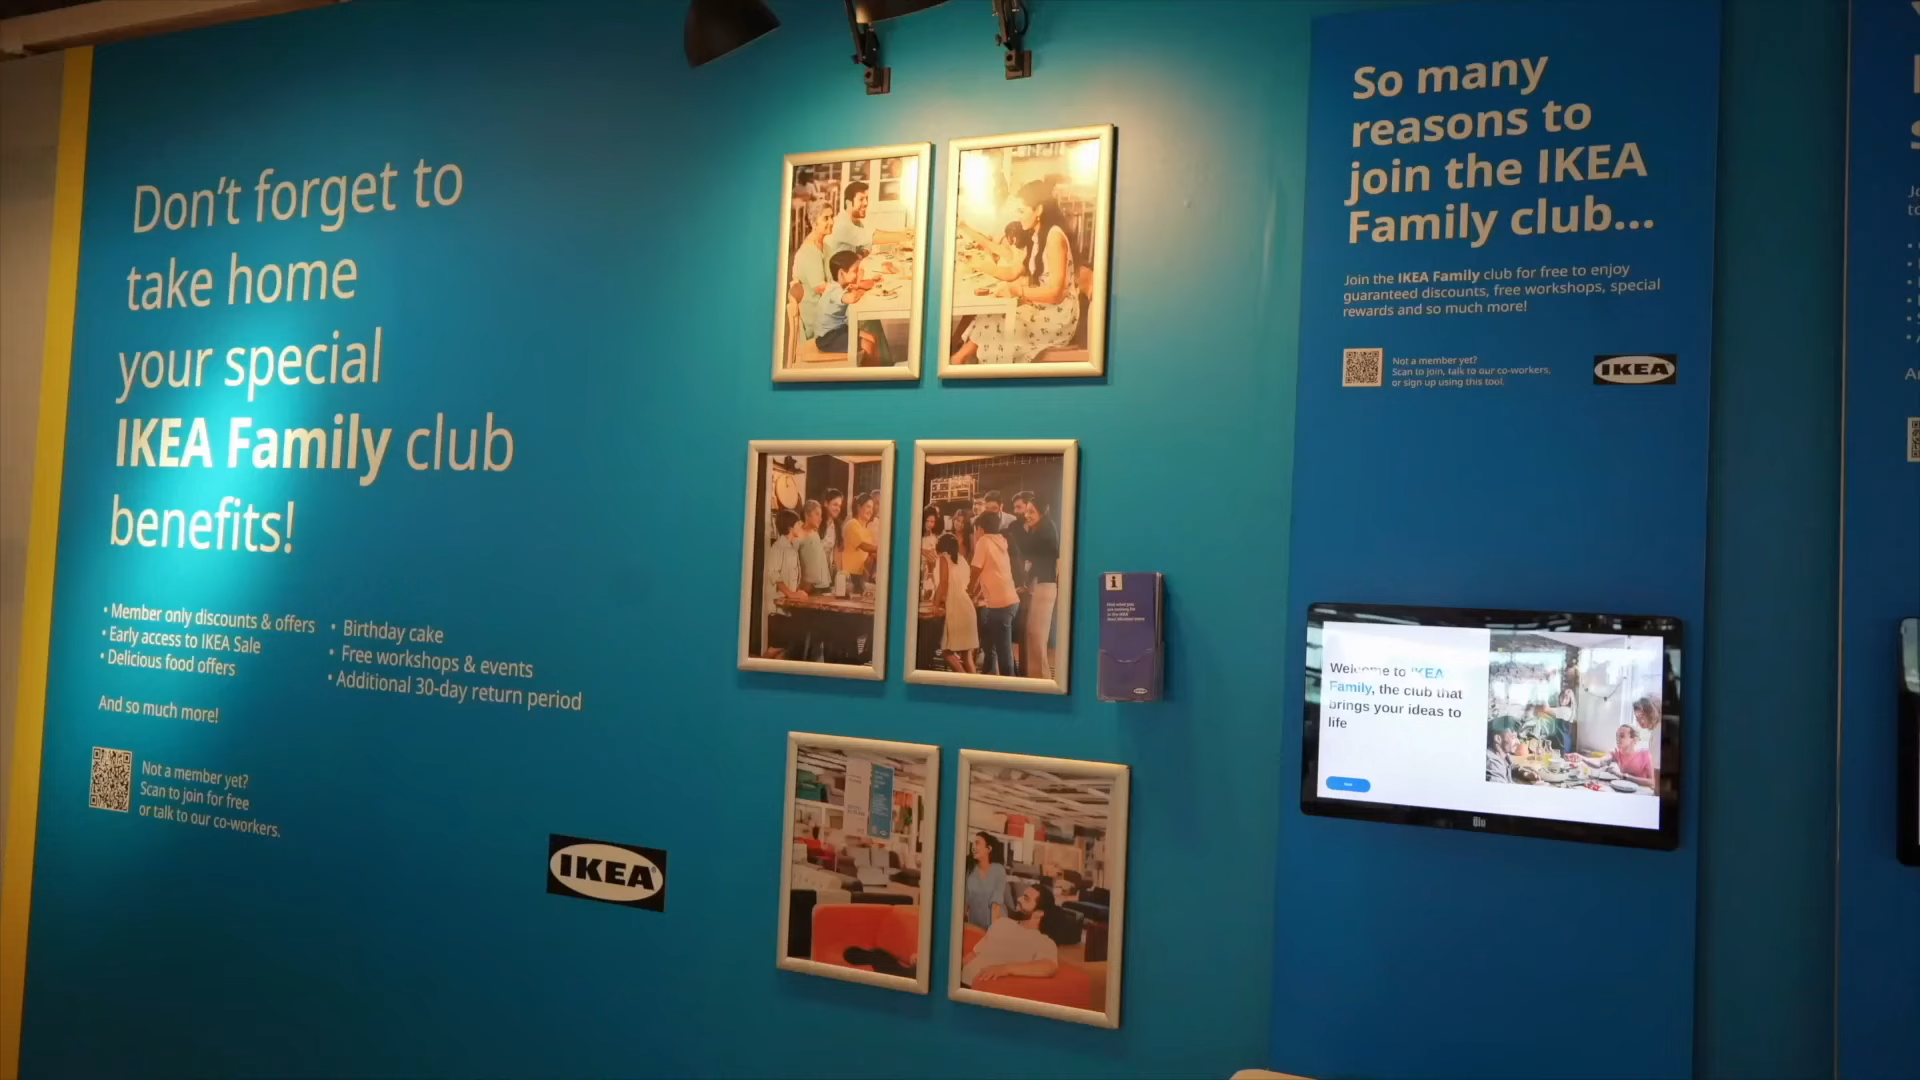 Don't forget to
take home
your special
IKEA Family club
benefits!
• Member only discounts & offers
• Early access to IKEA Sale
• Delicious food offers
• Birthday cake
• Free workshops & events
• Additional 30-day return period
And so much more!
Not a member yet?
Scan to join for free
or talk to our co-workers.
IKEA
So many
reasons to
join the IKEA
Family club...
Join the IKEA Family club for free to enjoy
guaranteed discounts, free workshops, special
rewards and so much more!
Not a member yet?
Scan to join, talk to our co-workers,
or sign up using this tool.
IKEA
Welcome to IKEA
Family, the club that
brings your ideas to
life